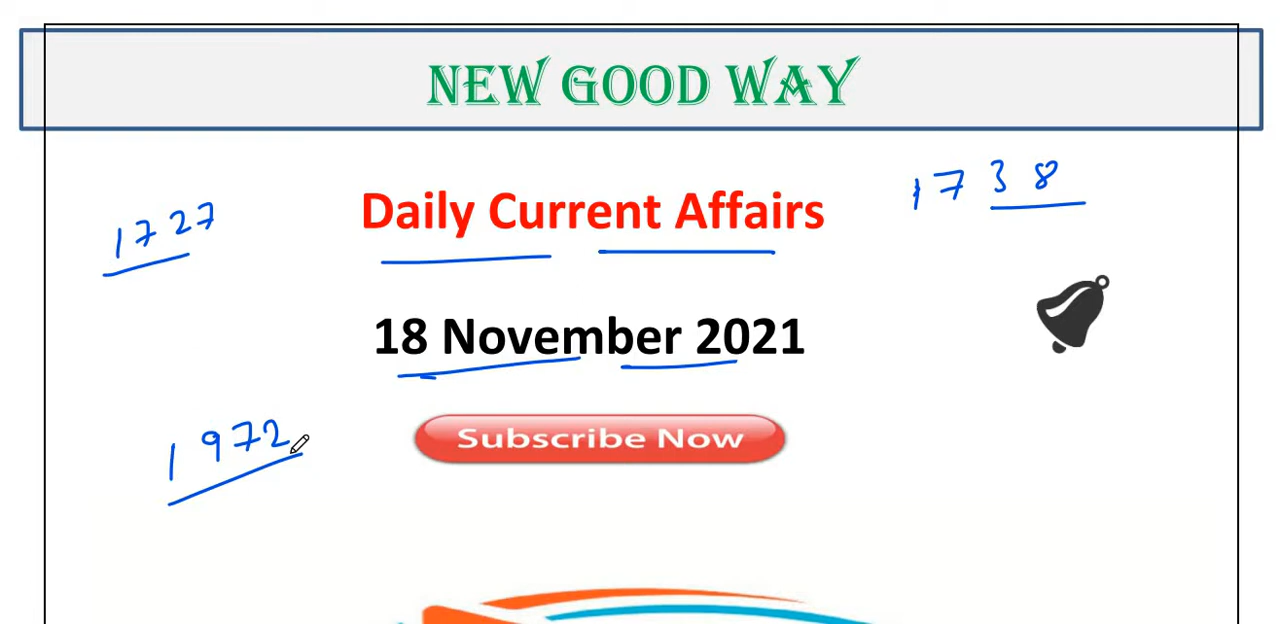 NEW GOOD WAY
1738
Daily Current Affairs
1727
18 November 2021
1972
Subscribe Now